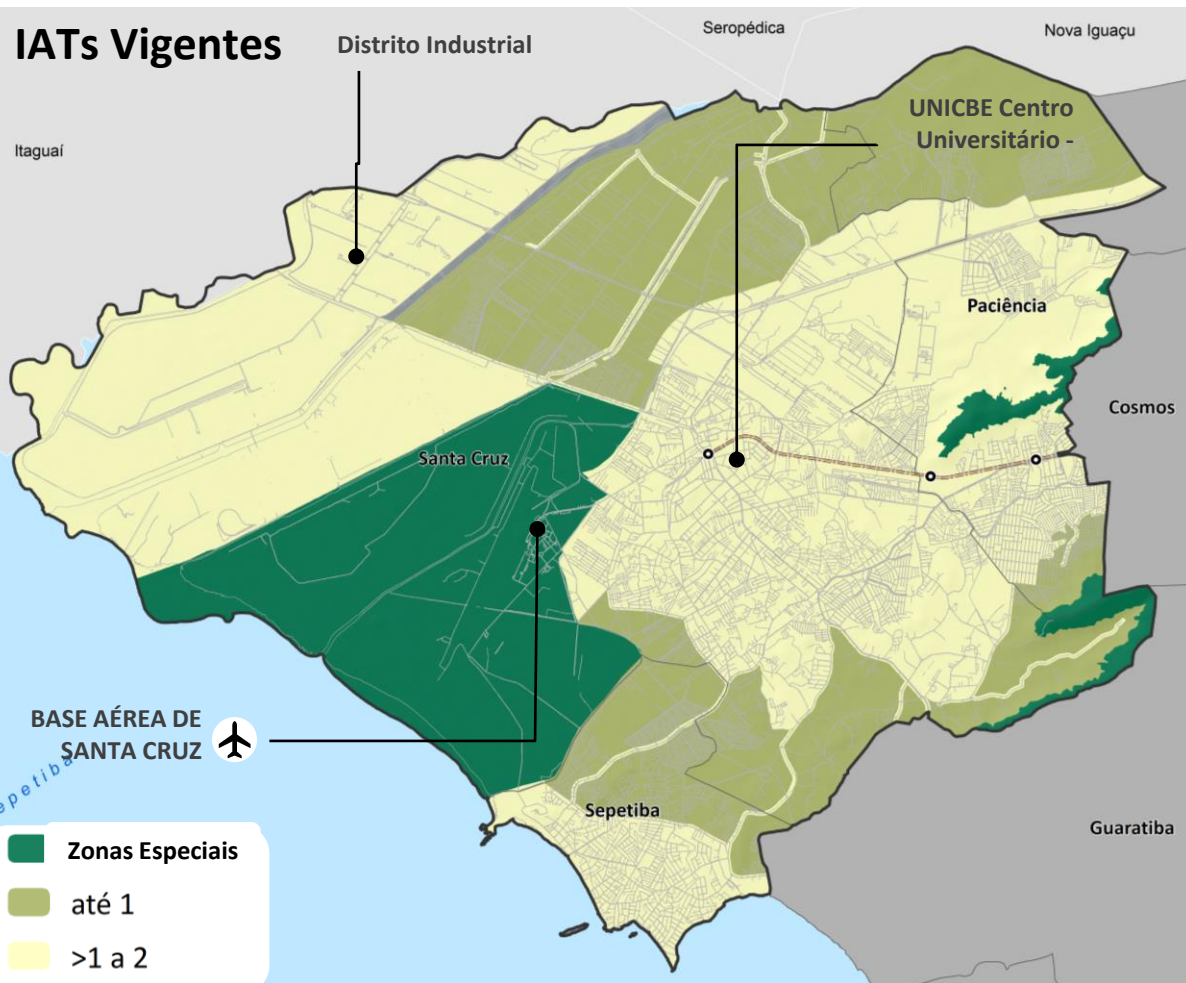 IATs Vigentes
Distrito Industrial
Seropédica
Nova Iguaçu
UNICBE Centro
Universitário -
Itaguaí
Paciência
Cosmos
Santa Cruz
BASE AÉREA DE
SANTA CRUZ
epetiba
Sepetiba
Guaratiba
Zonas Especiais
até 1
>1 a 2